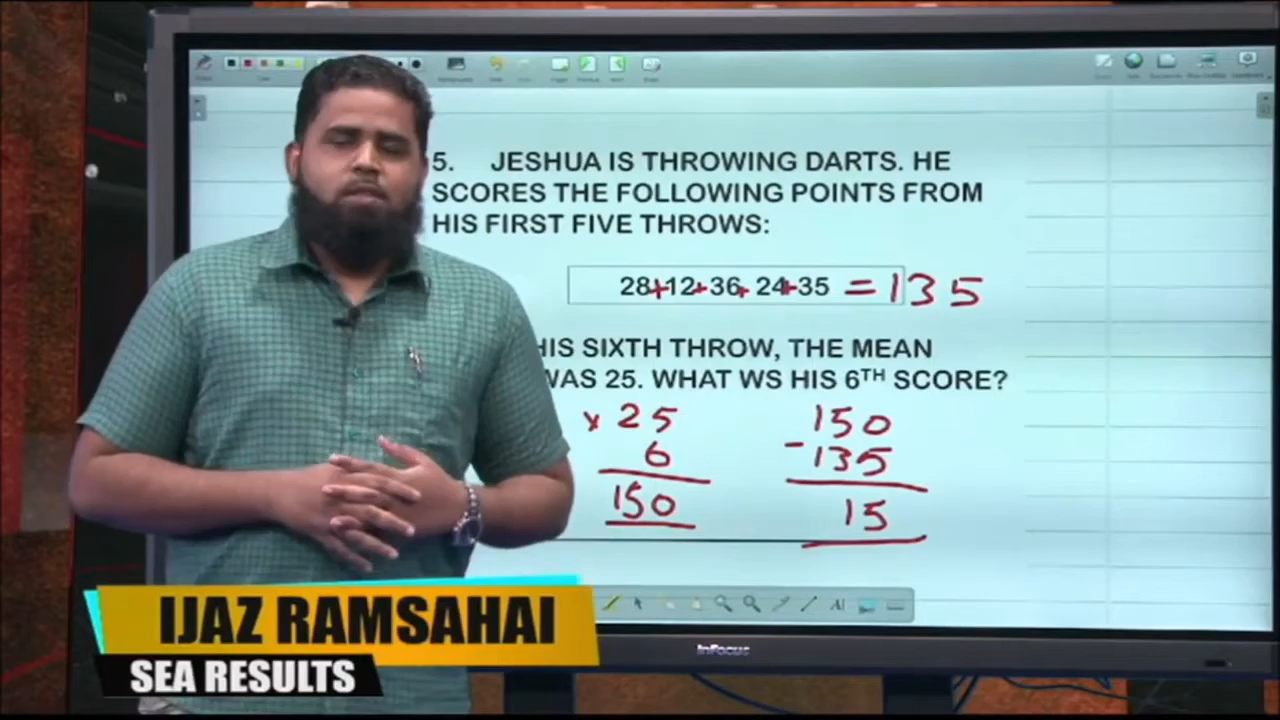 5. JESHUA IS THROWING DARTS. HE
SCORES THE FOLLOWING POINTS FROM
HIS FIRST FIVE THROWS:
28+12+36+24+35 = 135
HIS SIXTH THROW, THE MEAN
WAS 25. WHAT WS HIS 6TH SCORE?
× 25
6
150
150
- 135
15
IJAZ RAMSAHAI
SEA RESULTS
InFocus